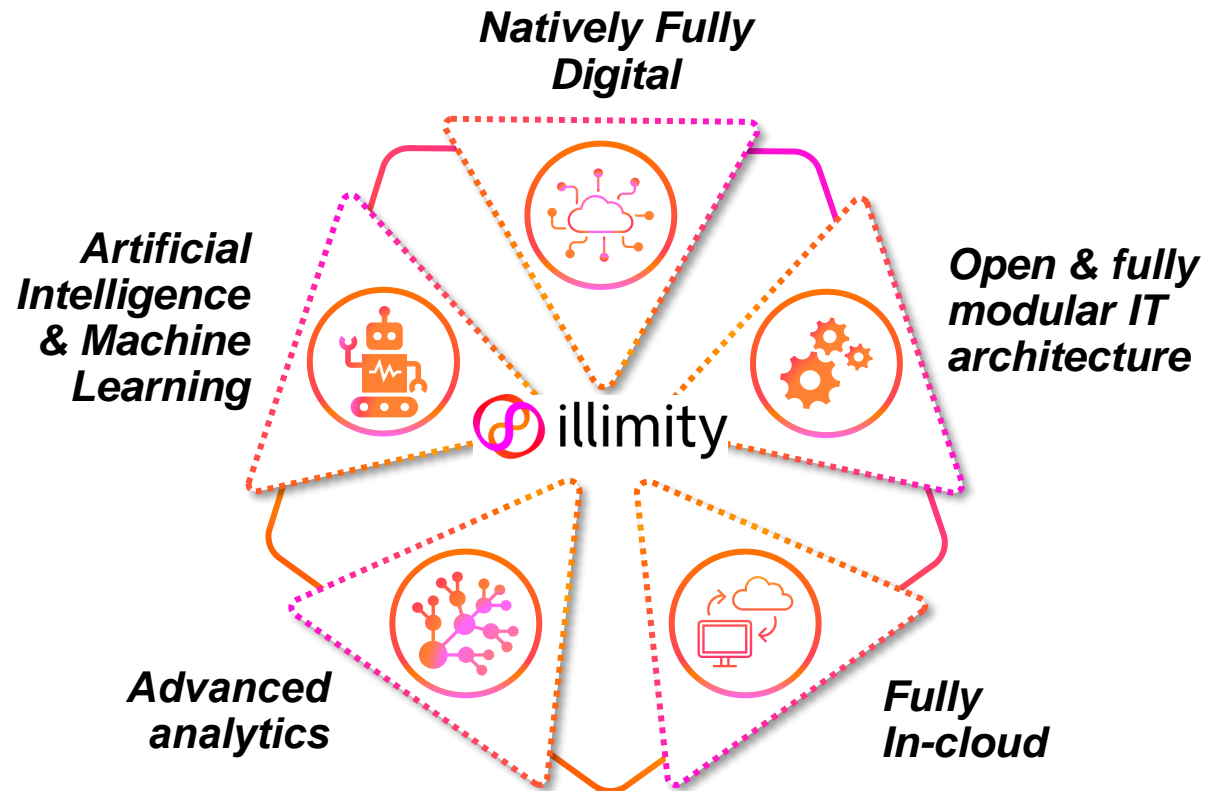 Natively Fully
Digital
Artificial
Intelligence
& Machine
Learning
Open & fully
modular IT
architecture
illimity
Advanced
analytics
Fully
In-cloud